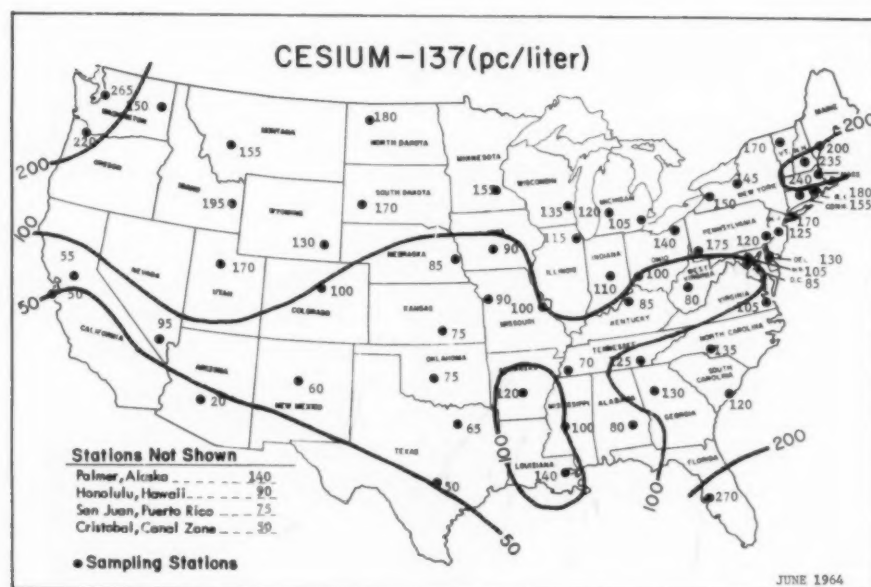 CESIUM-137(pc/liter)
265
150
WASHINGTON
220
200
OREGON
MONTANA
155
180
NORTH DAKOTA
MINNESOTA
155
WISCONSIN
135
120
MICHIGAN
105
170
VT.
N.H.
MAINE
200
200
235
MASS
240
R.I.
180
CONN.
155
145
NEW YORK
150
IDAHO
195
WYOMING
130
SOUTH DAKOTA
170
100
55
NEVADA
UTAH
170
NEBRASKA
85
90
115
ILLINOIS
INDIANA
110
140
OHIO
100
PENNSYLVANIA
175
120
170
125
DEL
130
105
D.C.
85
50
50
CALIFORNIA
95
COLORADO
100
KANSAS
75
90
100
MISSOURI
KENTUCKY
85
WEST VIRGINIA
80
VIRGINIA
105
ARIZONA
20
60
NEW MEXICO
OKLAHOMA
75
65
TEXAS
50
50
120
100
LOUISIANA
140
TENNESSEE
70
125
MISSISSIPPI
100
ALABAMA
80
130
GEORGIA
100
NORTH CAROLINA
135
SOUTH CAROLINA
120
200
FLORIDA
270
Stations Not Shown
Palmer, Alaska 140
Honolulu, Hawaii 90
San Juan, Puerto Rico 75
Cristobal, Canal Zone 50
Sampling Stations
JUNE 1964